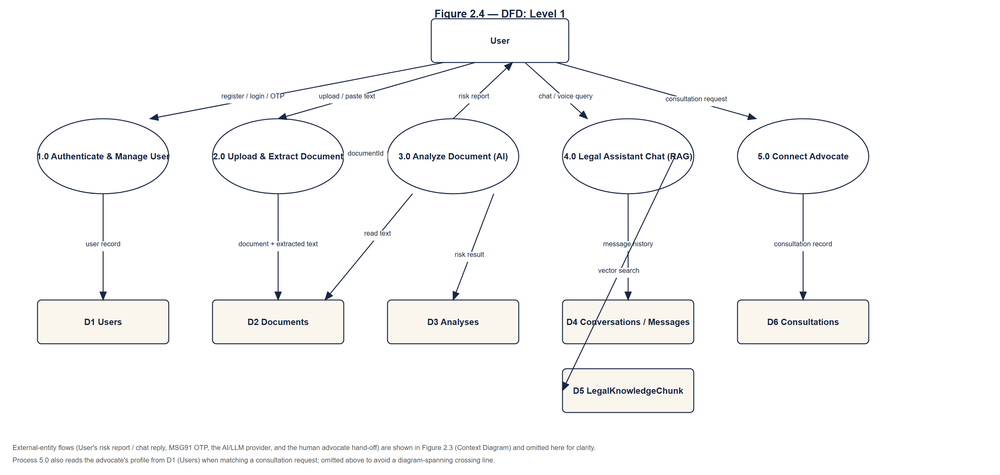 Figure 2.4 — DFD: Level 1
User
register / login / OTP
upload / paste text
risk report
chat / voice query
consultation request
1.0 Authenticate & Manage User
2.0 Upload & Extract Document
documentId
3.0 Analyze Document (AI)
4.0 Legal Assistant Chat (RAG)
5.0 Connect Advocate
read text
user record
document + extracted text
risk result
message history
consultation record
vector search
D1 Users
D2 Documents
D3 Analyses
D4 Conversations / Messages
D6 Consultations
D5 LegalKnowledgeChunk
External-entity flows (User's risk report / chat reply, MSG91 OTP, the AI/LLM provider, and the human advocate hand-off) are shown in Figure 2.3 (Context Diagram) and omitted here for clarity.
Process 5.0 also reads the advocate's profile from D1 (Users) when matching a consultation request; omitted above to avoid a diagram-spanning crossing line.